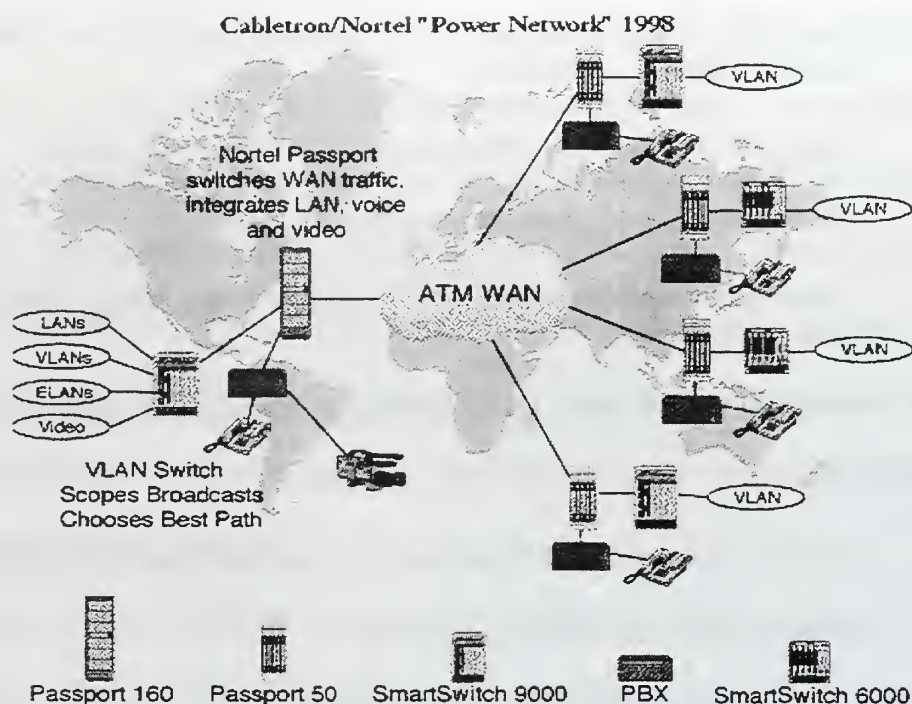 Cabletron/Nortel "Power Network" 1998
VLAN
Nortel Passport
switches WAN traffic.
Integrates LAN, voice
and video
VLAN
ATM WAN
LANs
VLANs
ELANs
Video
VLAN
VLAN Switch
Scopes Broadcasts
Chooses Best Path
VLAN
Passport 160
Passport 50
SmartSwitch 9000
PBX
SmartSwitch 6000